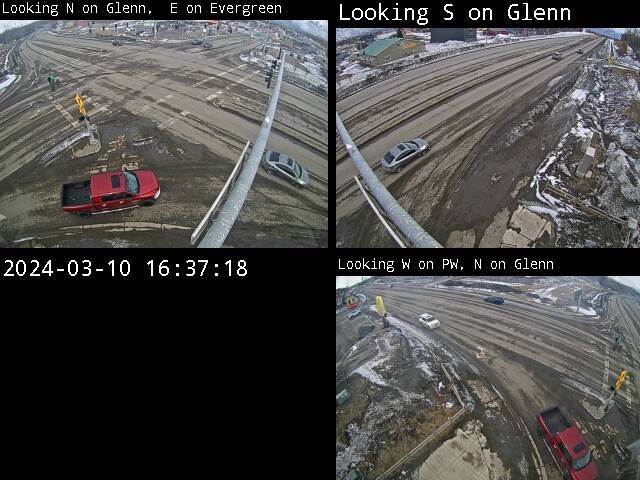 Looking N on Glenn,  E on Evergreen
Looking S on Glenn
2024-03-10 16:37:18
Looking W on PW, N on Glenn